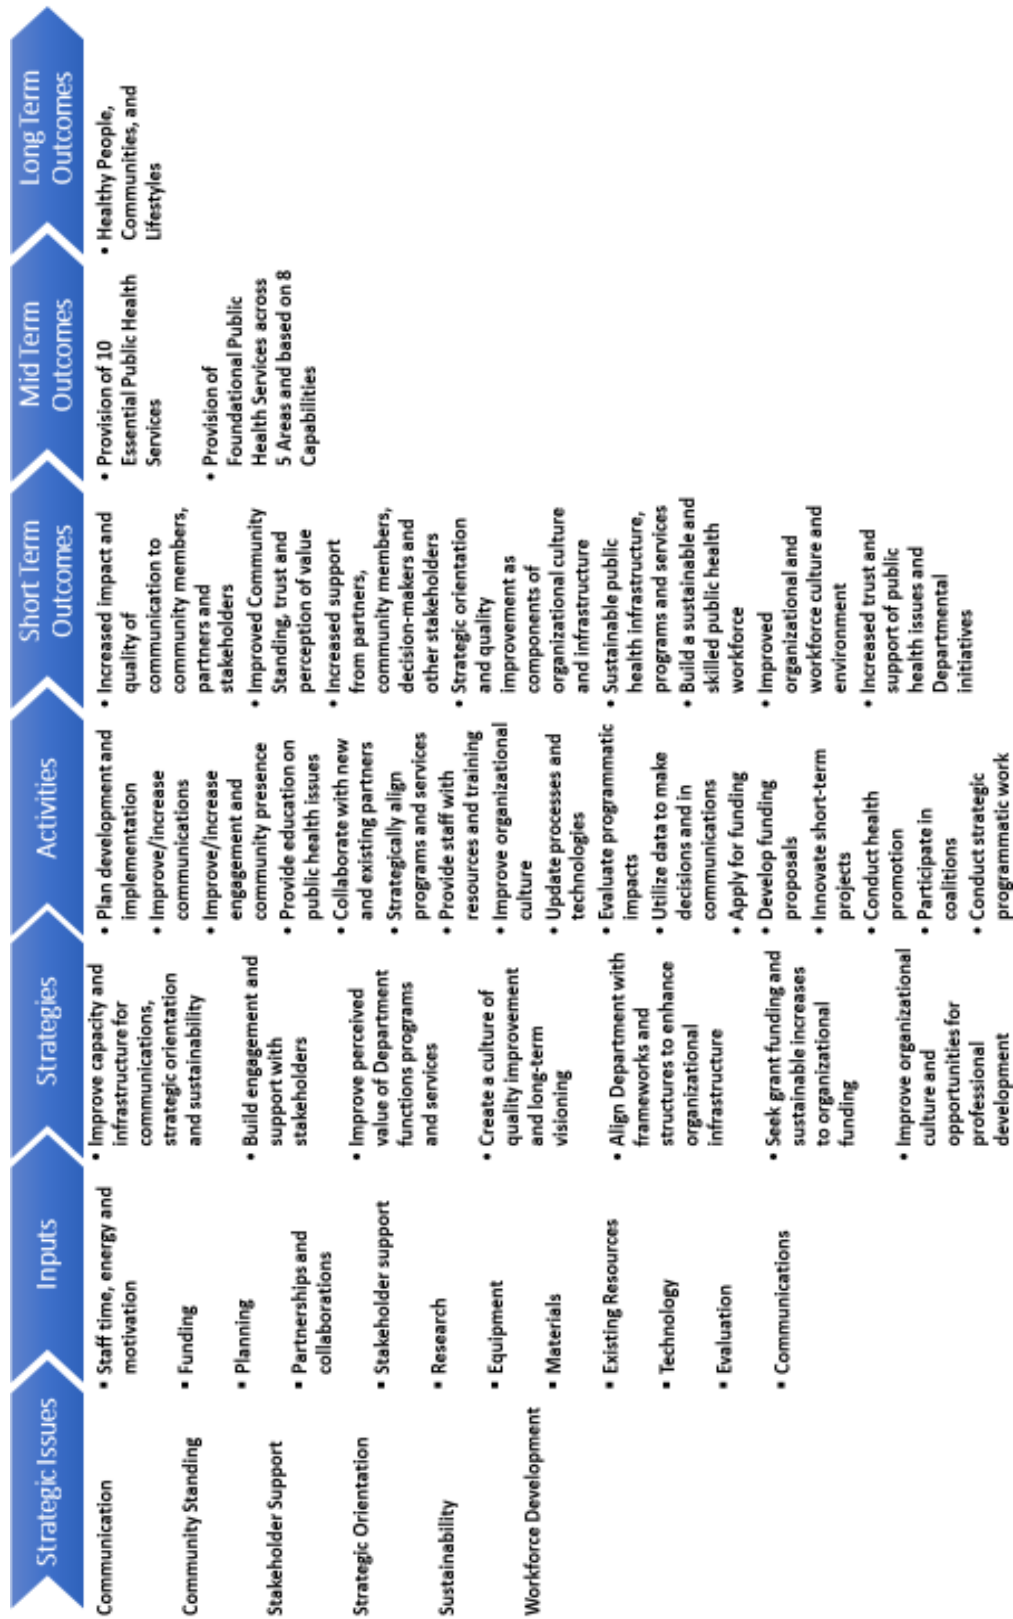 Strategic Issues
Communication
Community Standing
Stakeholder Support
Strategic Orientation
Sustainability
Workforce Development
Inputs
▪ Staff time, energy and
motivation
▪ Funding
▪ Planning
▪ Partnerships and
collaborations
▪ Stakeholder support
▪ Research
▪ Equipment
▪ Materials
▪ Existing Resources
▪ Technology
▪ Evaluation
▪ Communications
Strategies
• Improve capacity and
infrastructure for
communications,
strategic orientation
and sustainability
• Build engagement and
support with
stakeholders
• Improve perceived
value of Department
functions programs
and services
• Create a culture of
quality improvement
and long-term
visioning
• Align Department with
frameworks and
structures to enhance
organizational
infrastructure
• Seek grant funding and
sustainable increases
to organizational
funding
• Improve organizational
culture and
opportunities for
professional
development
Activities
• Plan development and
implementation
• Improve/increase
communications
• Improve/increase
engagement and
community presence
• Provide education on
public health issues
• Collaborate with new
and existing partners
• Strategically align
programs and services
• Provide staff with
resources and training
• Improve organizational
culture
• Update processes and
technologies
• Evaluate programmatic
impacts
• Utilize data to make
decisions and in
communications
• Apply for funding
• Develop funding
proposals
• Innovate short-term
projects
• Conduct health
promotion
• Participate in
coalitions
• Conduct strategic
programmatic work
Short Term
Outcomes
• Increased impact and
quality of
communication to
community members,
partners and
stakeholders
• Improved Community
Standing, trust and
perception of value
• Increased support
from partners,
community members,
decision-makers and
other stakeholders
• Strategic orientation
and quality
improvement as
components of
organizational culture
and infrastructure
• Sustainable public
health infrastructure,
programs and services
• Build a sustainable and
skilled public health
workforce
• Improved
organizational and
workforce culture and
environment
• Increased trust and
support of public
health issues and
Departmental
initiatives
Mid Term
Outcomes
• Provision of 10
Essential Public Health
Services
• Provision of
Foundational Public
Health Services across
5 Areas and based on 8
Capabilities
Long Term
Outcomes
• Healthy People,
Communities, and
Lifestyles